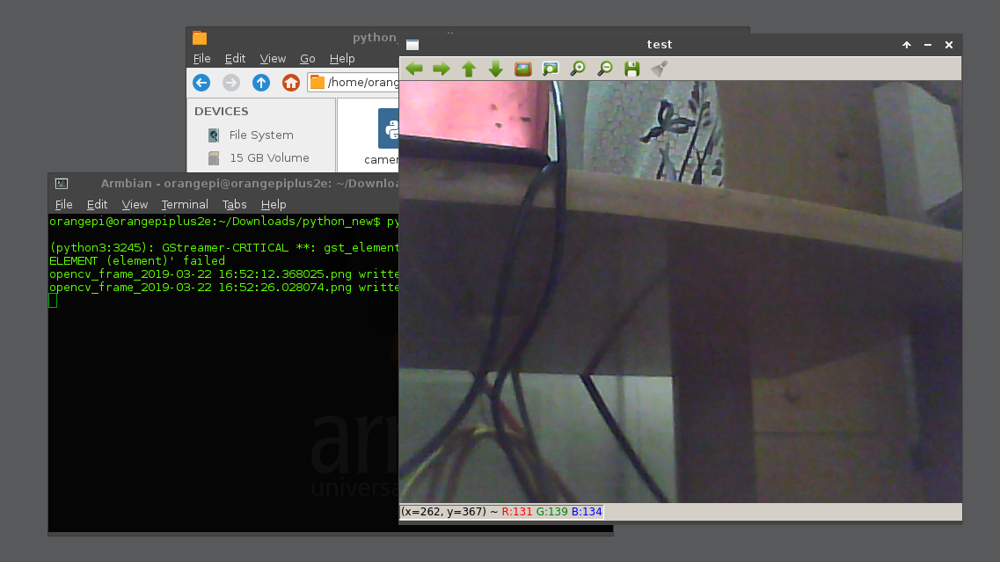 python_
File Edit View Go Help
/home/orang
DEVICES
File System
15 GB Volume
camer
test
Armbian - orangepi@orangepiplus2e: ~/Downloa
File Edit View Terminal Tabs Help
orangepi@orangepiplus2e:~/Downloads/python_new$ py
(python3:3245): GStreamer-CRITICAL **: gst_element
ELEMENT (element)' failed
opencv_frame_2019-03-22 16:52:12.368025.png writte
opencv_frame_2019-03-22 16:52:26.028074.png writte
arm
universa
(x=262, y=367) ~ R:131 G:139 B:134